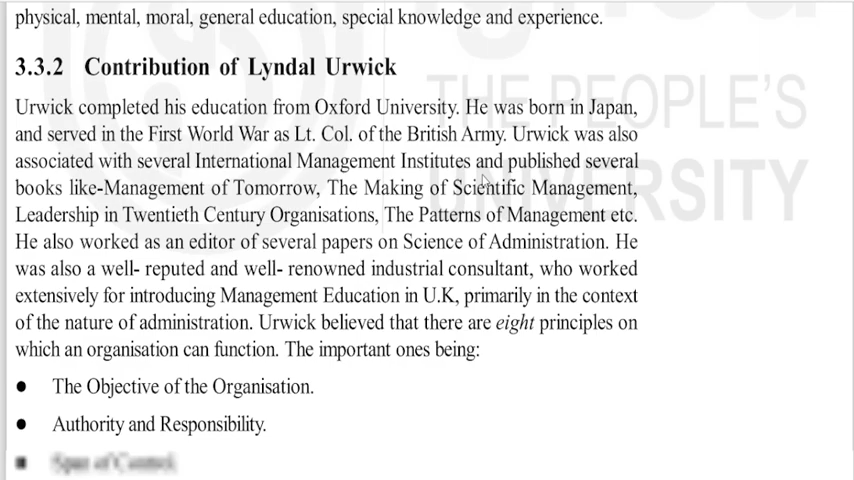 physical, mental, moral, general education, special knowledge and experience.
3.3.2 Contribution of Lyndal Urwick
Urwick completed his education from Oxford University. He was born in Japan,
and served in the First World War as Lt. Col. of the British Army. Urwick was also
associated with several International Management Institutes and published several
books like-Management of Tomorrow, The Making of Scientific Management,
Leadership in Twentieth Century Organisations, The Patterns of Management etc.
He also worked as an editor of several papers on Science of Administration. He
was also a well- reputed and well- renowned industrial consultant, who worked
extensively for introducing Management Education in U.K, primarily in the context
of the nature of administration. Urwick believed that there are eight principles on
which an organisation can function. The important ones being:
● The Objective of the Organisation.
● Authority and Responsibility.
THE PEOPLE'S
UNIVERSITY